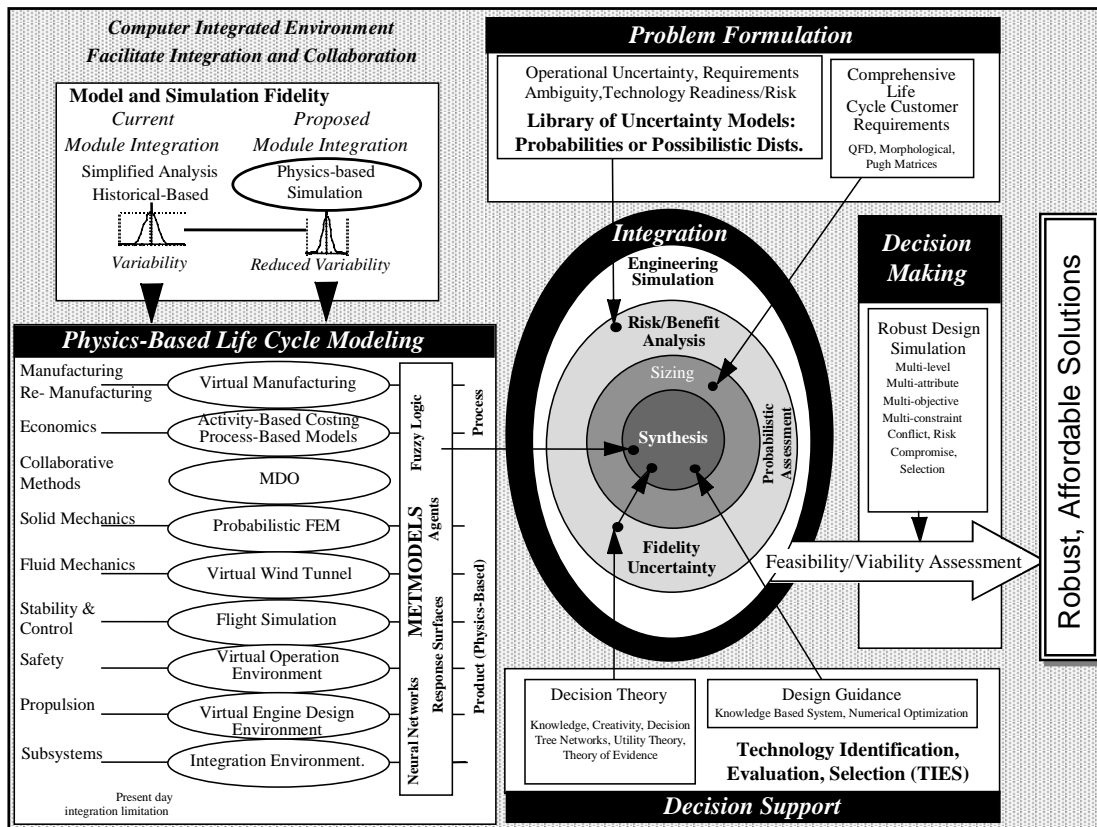 Computer Integrated Environment
Facilitate Integration and Collaboration
Model and Simulation Fidelity
Current
Module Integration
Simplified Analysis
Historical-Based
Variability
Proposed
Module Integration
Physics-based
Simulation
Reduced Variability
Problem Formulation
Operational Uncertainty, Requirements
Ambiguity,Technology Readiness/Risk
Library of Uncertainty Models:
Probabilities or Possibilistic Dists.
Comprehensive
Life
Cycle Customer
Requirements
QFD, Morphological,
Pugh Matrices
Physics-Based Life Cycle Modeling
Manufacturing
Re- Manufacturing
Virtual Manufacturing
Economics
Activity-Based Costing
Process-Based Models
Collaborative
Methods
MDO
Solid Mechanics
Probabilistic FEM
Fluid Mechanics
Virtual Wind Tunnel
Stability &
Control
Flight Simulation
Safety
Virtual Operation
Environment
Propulsion
Virtual Engine Design
Environment
Subsystems
Integration Environment.
Present day
integration limitation
Fuzzy Logic
METMODELS
Agents
Neural Networks
Response Surfaces
Process
Product (Physics-Based)
Integration
Engineering
Simulation
Risk/Benefit
Analysis
Sizing
Synthesis
Probabilistic
Assessment
Fidelity
Uncertainty
Decision
Making
Robust Design
Simulation
Multi-level
Multi-attribute
Multi-objective
Multi-constraint
Conflict, Risk
Compromise,
Selection
Feasibility/Viability Assessment
Robust, Affordable Solutions
Decision Theory
Knowledge, Creativity, Decision
Tree Networks, Utility Theory,
Theory of Evidence
Design Guidance
Knowledge Based System, Numerical Optimization
Technology Identification,
Evaluation, Selection (TIES)
Decision Support